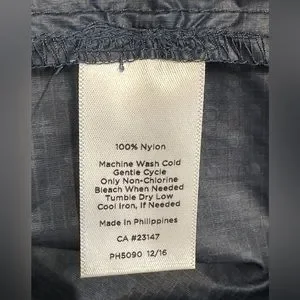 100% Nylon
Machine Wash Cold
Gentle Cycle
Only Non-Chlorine
Bleach When Needed
Tumble Dry Low
Cool Iron, If Needed
Made in Philippines
CA #23147
PH5090 12/16